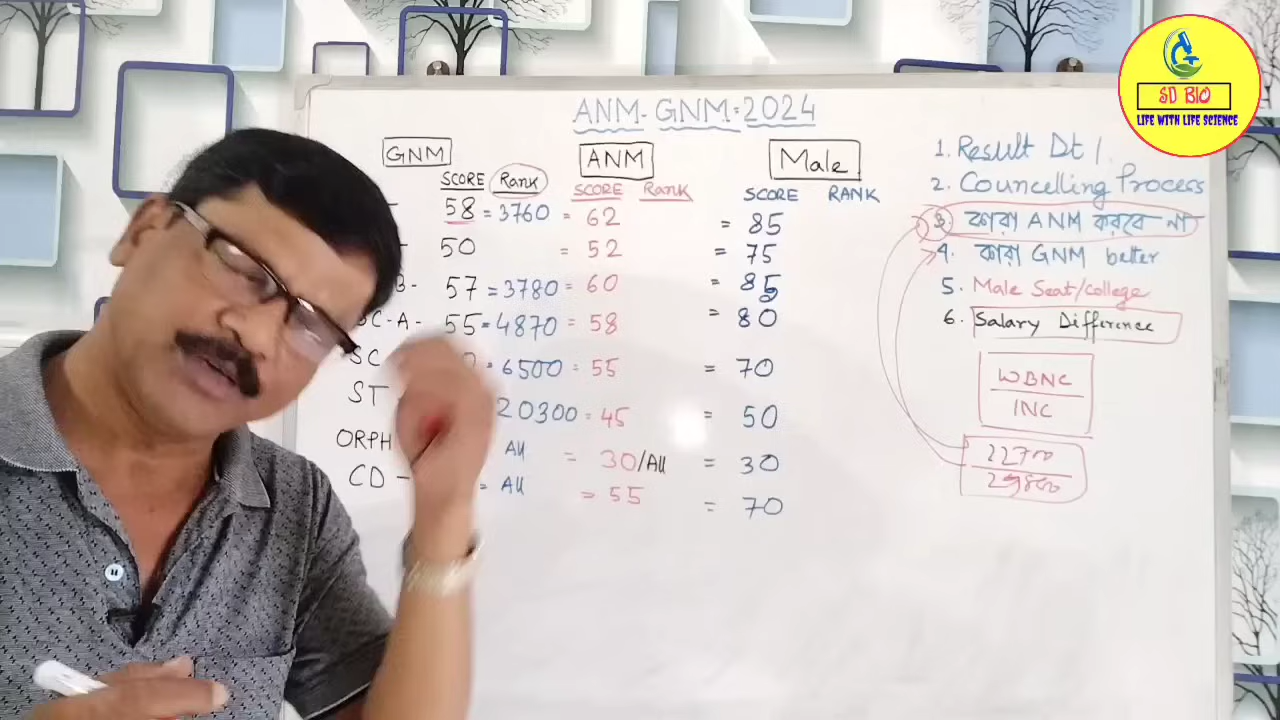 SD BIO
LIFE WITH LIFE SCIENCE
ANM - GNM = 2024
GNM ANM Male
SCORE Rank SCORE Rank SCORE RANK
58 = 3760 = 62 = 85
50 = 52 = 75
B - 57 = 3780 = 60 = 85
BC-A - 55 = 4870 = 58 = 80
SC = 6500 = 55 = 70
ST 20300 = 45 = 50
ORPH All = 30/All = 30
CD - = All = 55 = 70
1. Result Dt /
2. Councelling Process
3 কারা ANM করবে না
4. কারা GNM better
5. Male Seat/college
6. Salary Difference
WBNC
INC
22700
29800